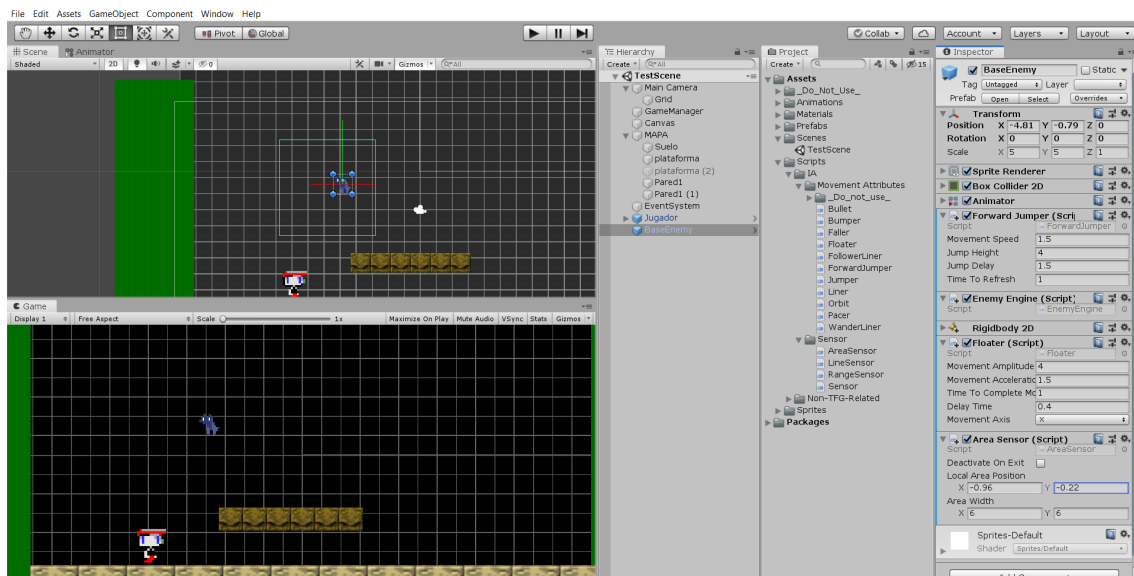 File Edit Assets GameObject Component Window Help
Pivot Global Collab Account Layers Layout
Scene Animator
Shaded 2D 0 Gizmos All
Game
Display 1 Free Aspect Scale 1x Maximize On Play Mute Audio VSync Stats Gizmos
Hierarchy
Create All
TestScene
Main Camera
Grid
GameManager
Canvas
MAPA
Suelo
plataforma
plataforma (2)
Pared1
Pared1 (1)
EventSystem
Jugador
BaseEnemy
Project
Create 15
Assets
_Do_Not_Use_
Animations
Materials
Prefabs
Scenes
TestScene
Scripts
IA
Movement Attributes
_Do_not_use_
Bullet
Bumper
Faller
Floater
FollowerLiner
ForwardJumper
Jumper
Liner
Orbit
Pacer
WanderLiner
Sensor
AreaSensor
LineSensor
RangeSensor
Sensor
Non-TFG-Related
Sprites
Packages
Inspector
BaseEnemy Static
Tag Untagged Layer
Prefab Open Select Overrides
Transform
Position X -4.81 Y -0.79 Z 0
Rotation X 0 Y 0 Z 0
Scale X 5 Y 5 Z 1
Sprite Renderer
Box Collider 2D
Animator
Forward Jumper (Scri
Script ForwardJumper
Movement Speed 1.5
Jump Height 4
Jump Delay 1.5
Time To Refresh 1
Enemy Engine (Script)
Script EnemyEngine
Rigidbody 2D
Floater (Script)
Script Floater
Movement Amplitude 4
Movement Acceleratic 1.5
Time To Complete Mc 1
Delay Time 0.4
Movement Axis X
Area Sensor (Script)
Script AreaSensor
Deactivate On Exit
Local Area Position
X -0.96 Y -0.22
Area Width
X 6 Y 6
Sprites-Default
Shader Sprites/Default